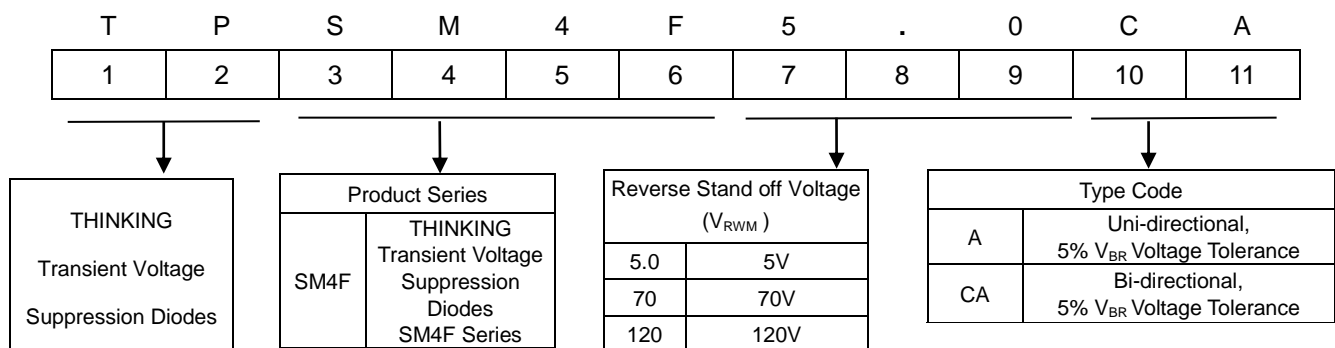 T P S M 4 F 5 . 0 C A
1 2 3 4 5 6 7 8 9 10 11
THINKING
Transient Voltage
Suppression Diodes
Product Series
SM4F
THINKING
Transient Voltage
Suppression
Diodes
SM4F Series
Reverse Stand off Voltage
(VRWM )
5.0 5V
70 70V
120 120V
Type Code
A
Uni-directional,
5% VBR Voltage Tolerance
CA
Bi-directional,
5% VBR Voltage Tolerance